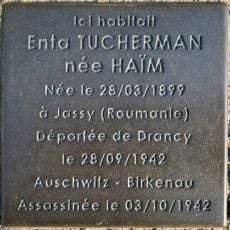 Ici habitait
Enta TUCHERMAN
née HAÏM
Née le 28/03/1899
à Jassy (Roumanie)
Déportée de Drancy
le 28/09/1942
Auschwitz - Birkenau
Assassinée le 03/10/1942